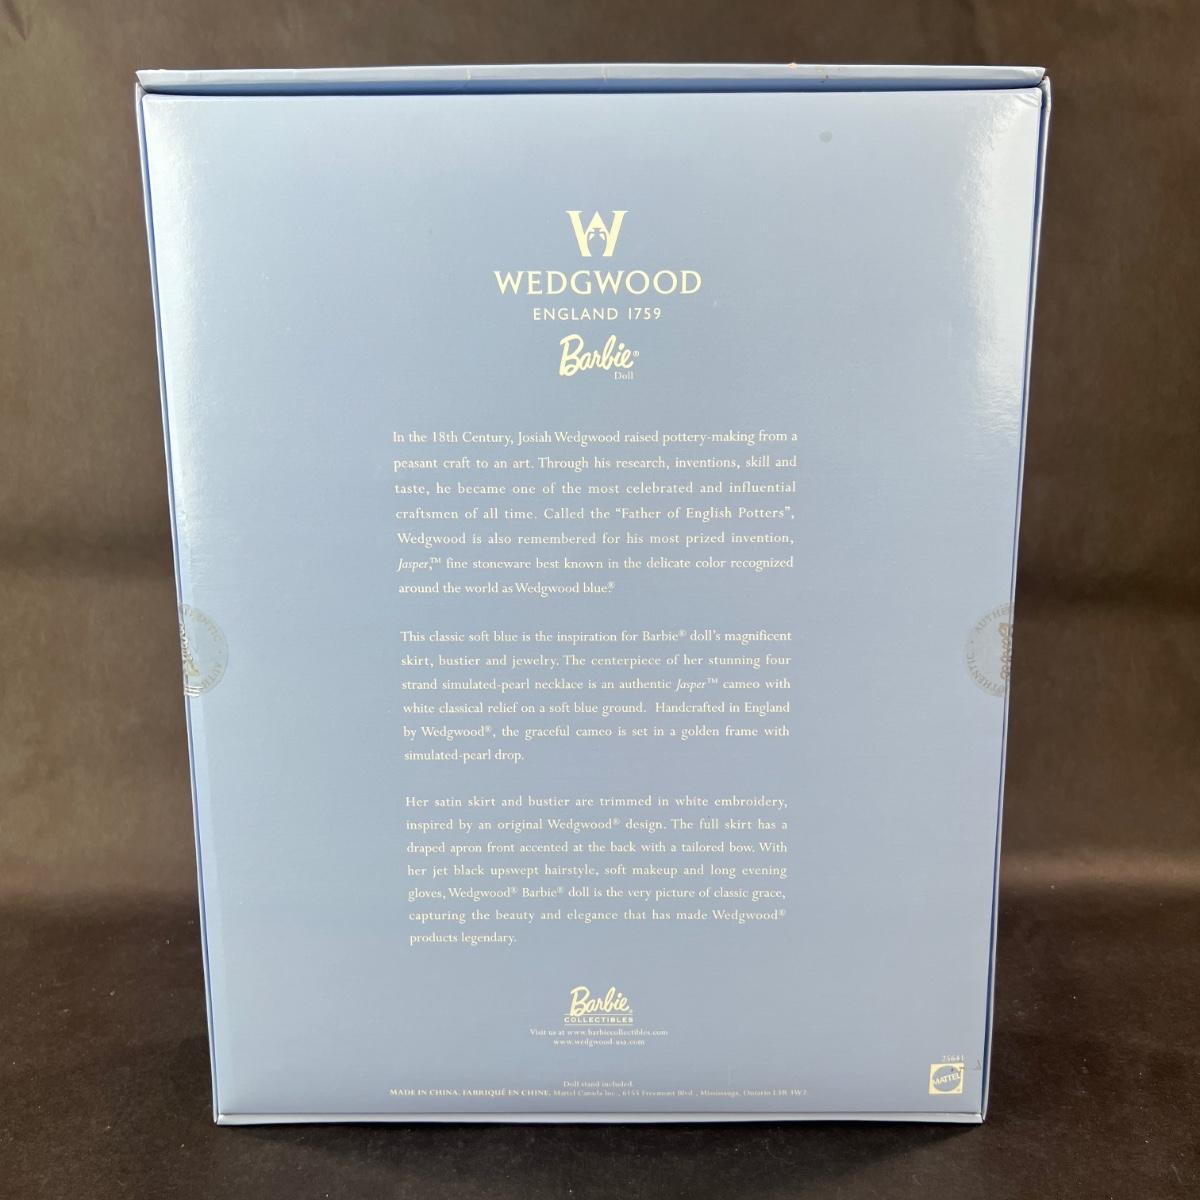 W
WEDGWOOD
ENGLAND 1759
Barbie®
Doll
In the 18th Century, Josiah Wedgwood raised pottery-making from a
peasant craft to an art. Through his research, inventions, skill and
taste, he became one of the most celebrated and influential
craftsmen of all time. Called the “Father of English Potters”,
Wedgwood is also remembered for his most prized invention,
Jasper,™ fine stoneware best known in the delicate color recognized
around the world as Wedgwood blue.®
This classic soft blue is the inspiration for Barbie® doll's magnificent
skirt, bustier and jewelry. The centerpiece of her stunning four
strand simulated-pearl necklace is an authentic Jasper™ cameo with
white classical relief on a soft blue ground. Handcrafted in England
by Wedgwood®, the graceful cameo is set in a golden frame with
simulated-pearl drop.
Her satin skirt and bustier are trimmed in white embroidery,
inspired by an original Wedgwood® design. The full skirt has a
draped apron front accented at the back with a tailored bow. With
her jet black upswept hairstyle, soft makeup and long evening
gloves, Wedgwood® Barbie® doll is the very picture of classic grace,
capturing the beauty and elegance that has made Wedgwood®
products legendary.
Barbie®
COLLECTIBLES
Visit us at www.barbiecollectibles.com
www.wedgwood-usa.com
25641
MATTEL
Doll stand included.
MADE IN CHINA. FABRIQUÉ EN CHINE. Mattel Canada Inc., 6155 Freemont Blvd., Mississauga, Ontario L5R 3W2.